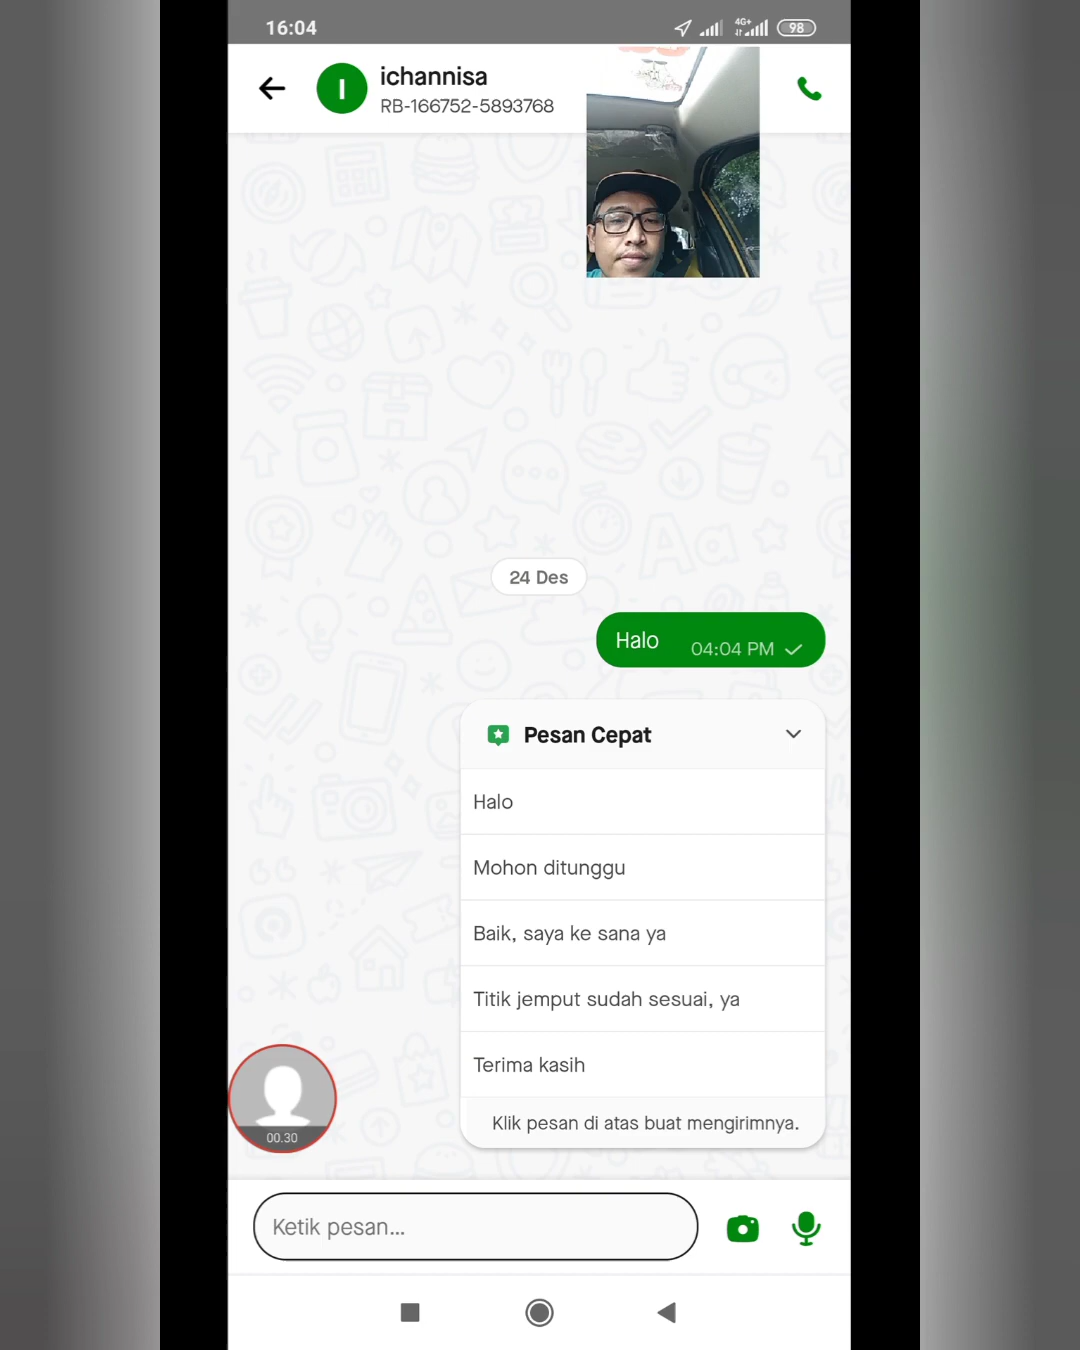 16:04
4G+
98
I
ichannisa
RB-166752-5893768
24 Des
Halo 04:04 PM
Pesan Cepat
Halo
Mohon ditunggu
Baik, saya ke sana ya
Titik jemput sudah sesuai, ya
Terima kasih
Klik pesan di atas buat mengirimnya.
00.30
Ketik pesan...